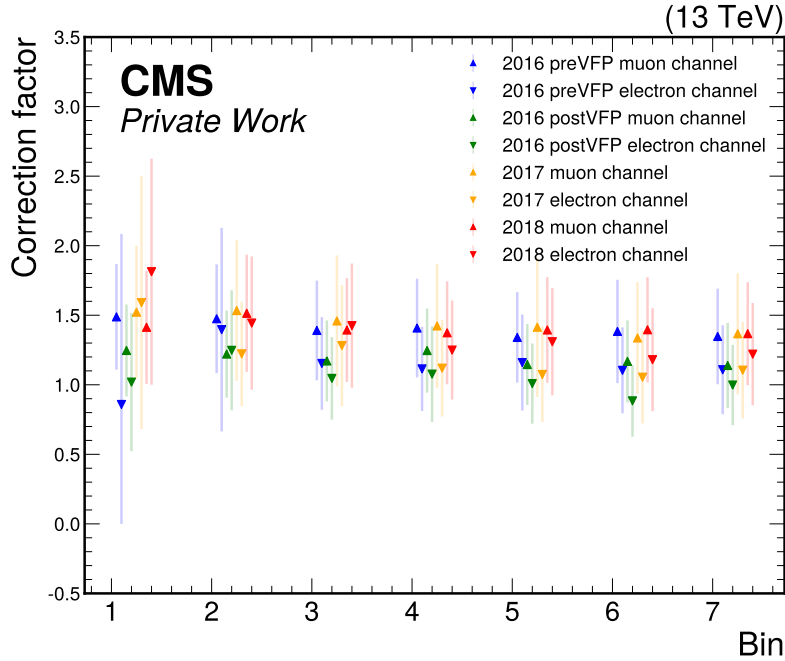 (13 TeV)
Correction factor
3.5
3.0
2.5
2.0
1.5
1.0
0.5
0.0
-0.5
CMS
Private Work
2016 preVFP muon channel
2016 preVFP electron channel
2016 postVFP muon channel
2016 postVFP electron channel
2017 muon channel
2017 electron channel
2018 muon channel
2018 electron channel
1 2 3 4 5 6 7
Bin